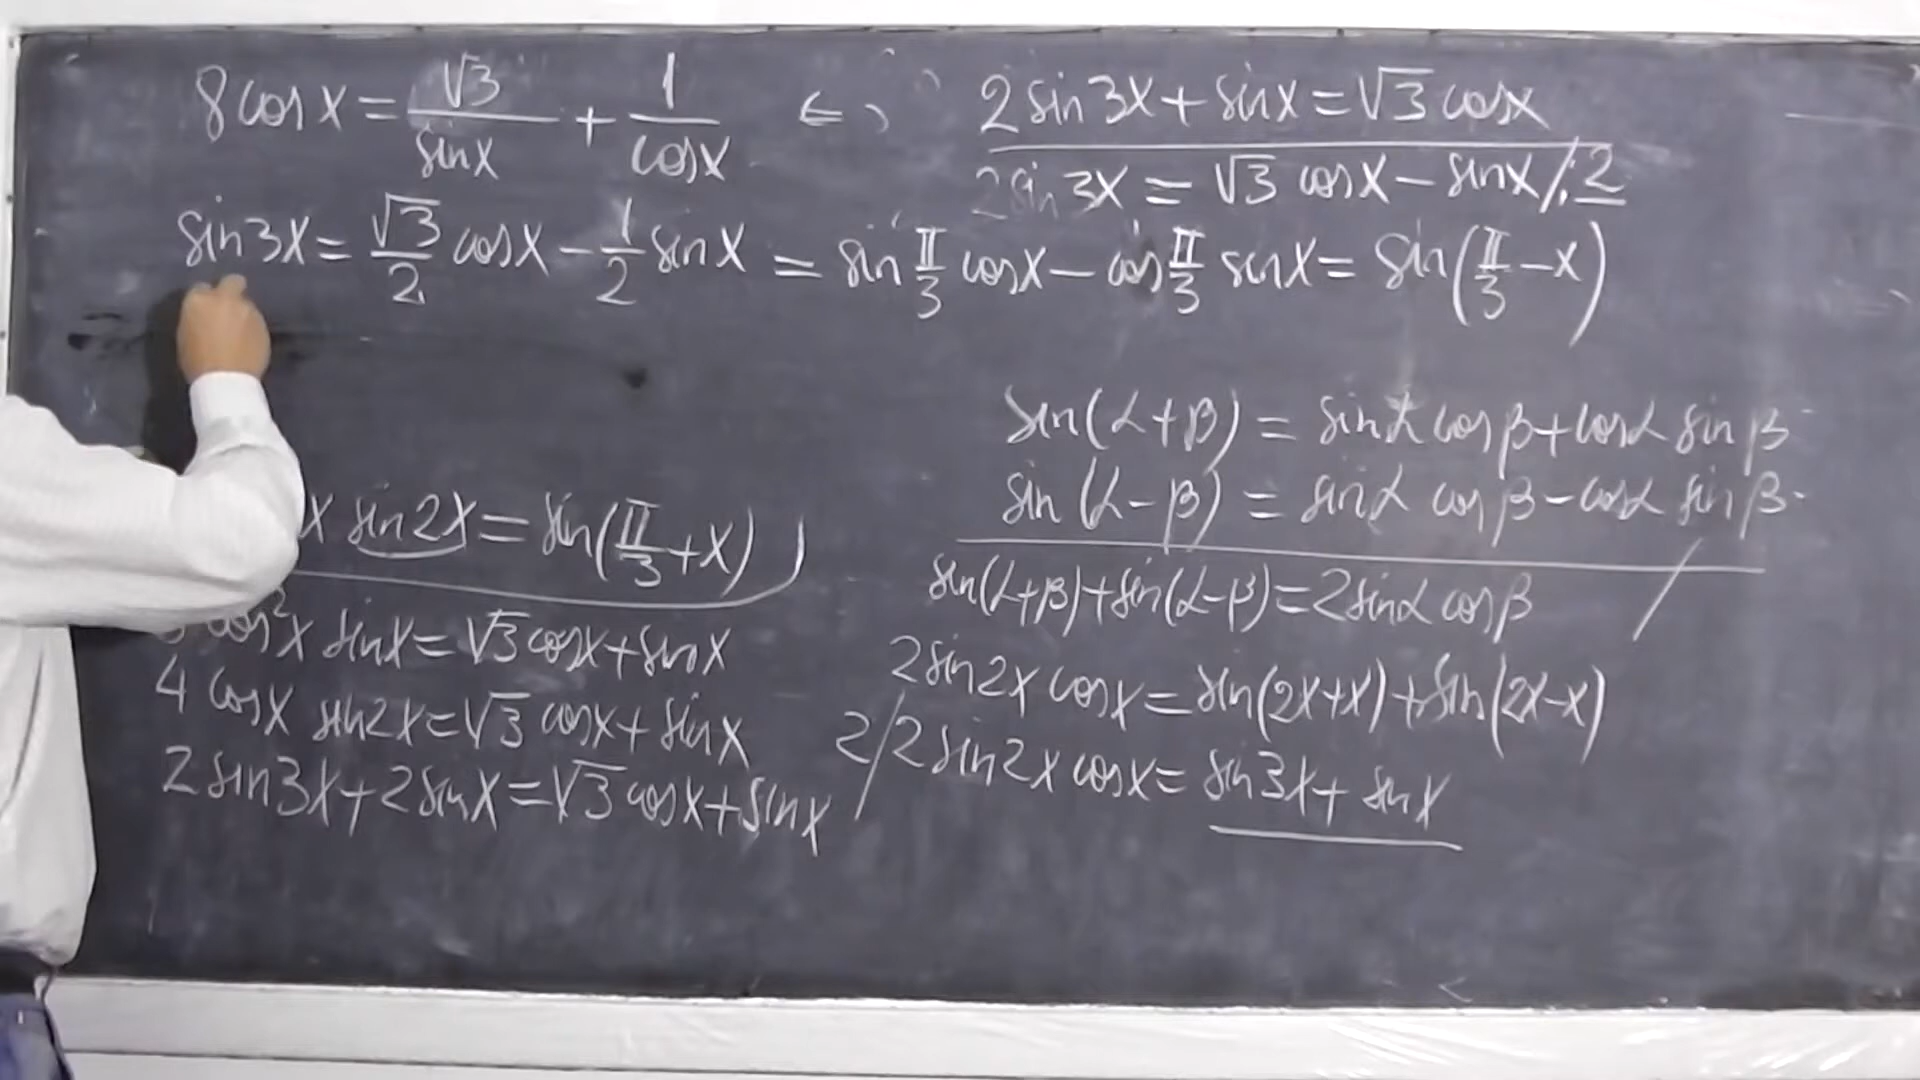 8 cos x = √3/sin x + 1/cos x ⇔
2 sin 3x + sin x = √3 cos x
2 sin 3x = √3 cos x − sin x /:2
sin 3x = √3/2 cos x − 1/2 sin x = sin π/3 cos x − cos π/3 sin x = sin(π/3 − x)
x sin 2x = sin(π/3 + x)
cos²x sin x = √3 cos x + sin x
4 cos x sin 2x = √3 cos x + sin x
2 sin 3x + 2 sin x = √3 cos x + sin x
sin(α+β) = sin α cos β + cos α sin β
sin(α−β) = sin α cos β − cos α sin β
sin(α+β) + sin(α−β) = 2 sin α cos β
2 sin 2x cos x = sin(2x+x) + sin(2x−x)
2/ 2 sin 2x cos x = sin 3x + sin x